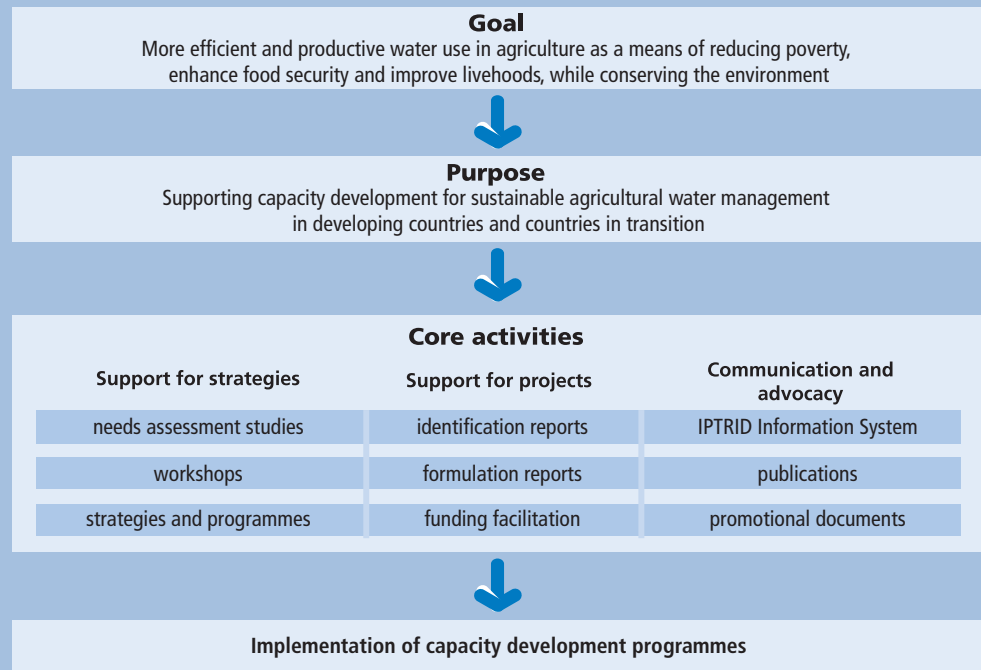 Goal
More efficient and productive water use in agriculture as a means of reducing poverty,
enhance food security and improve livehoods, while conserving the environment
Purpose
Supporting capacity development for sustainable agricultural water management
in developing countries and countries in transition
Core activities
Support for strategies
needs assessment studies
workshops
strategies and programmes
Support for projects
identification reports
formulation reports
funding facilitation
Communication and
advocacy
IPTRID Information System
publications
promotional documents
Implementation of capacity development programmes